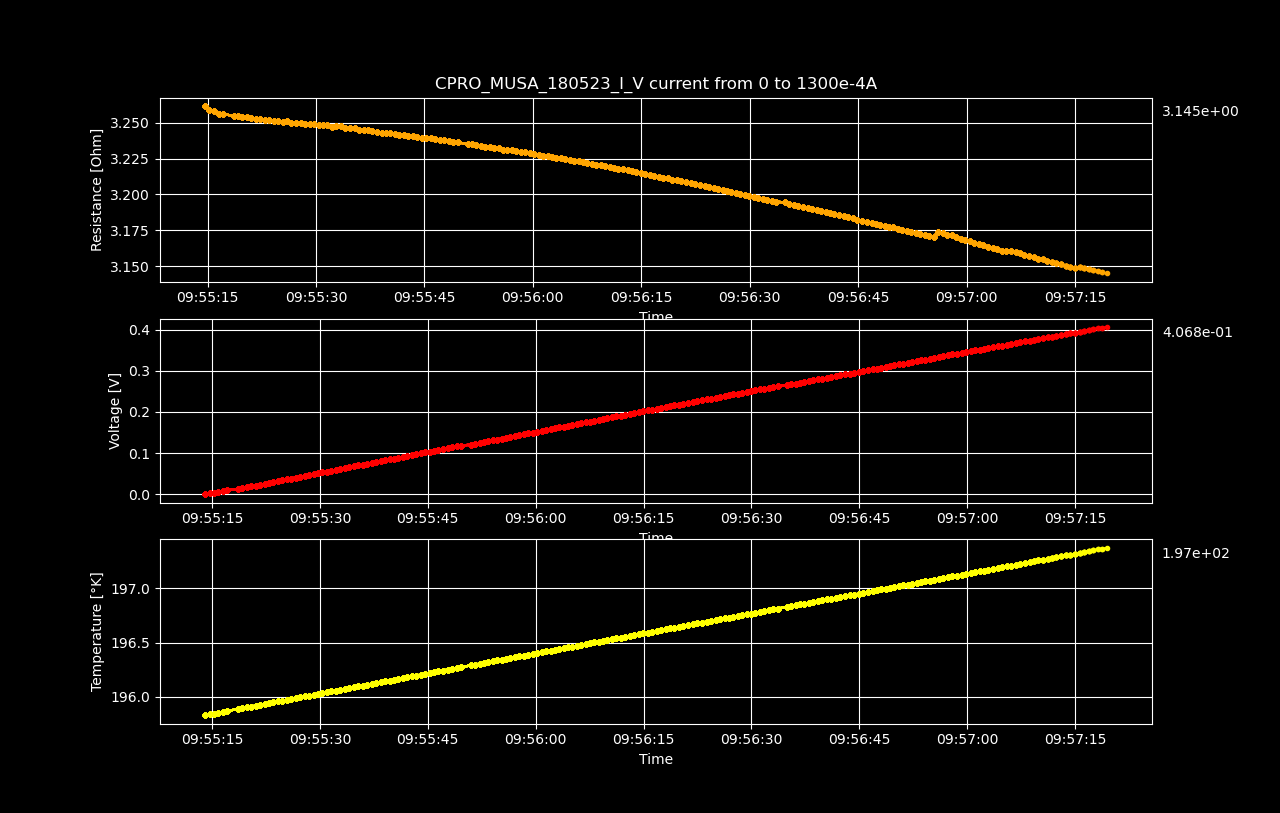 CPRO_MUSA_180523_I_V current from 0 to 1300e-4A
3.145e+00
Resistance [Ohm]
3.250
3.225
3.200
3.175
3.150
09:55:15 09:55:30 09:55:45 09:56:00 09:56:15 09:56:30 09:56:45 09:57:00 09:57:15
Time
4.068e-01
Voltage [V]
0.4
0.3
0.2
0.1
0.0
09:55:15 09:55:30 09:55:45 09:56:00 09:56:15 09:56:30 09:56:45 09:57:00 09:57:15
Time
1.97e+02
Temperature [°K]
197.0
196.5
196.0
09:55:15 09:55:30 09:55:45 09:56:00 09:56:15 09:56:30 09:56:45 09:57:00 09:57:15
Time